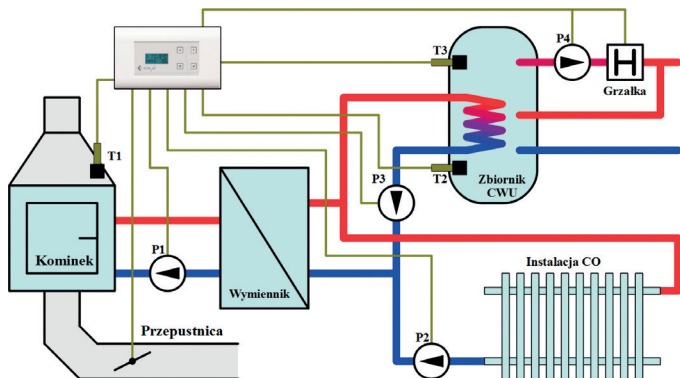 P4
T3
Grzałka
T1
P3
T2
Zbiornik
CWU
P1
Kominek
Instalacja CO
Wymiennik
Przepustnica
P2